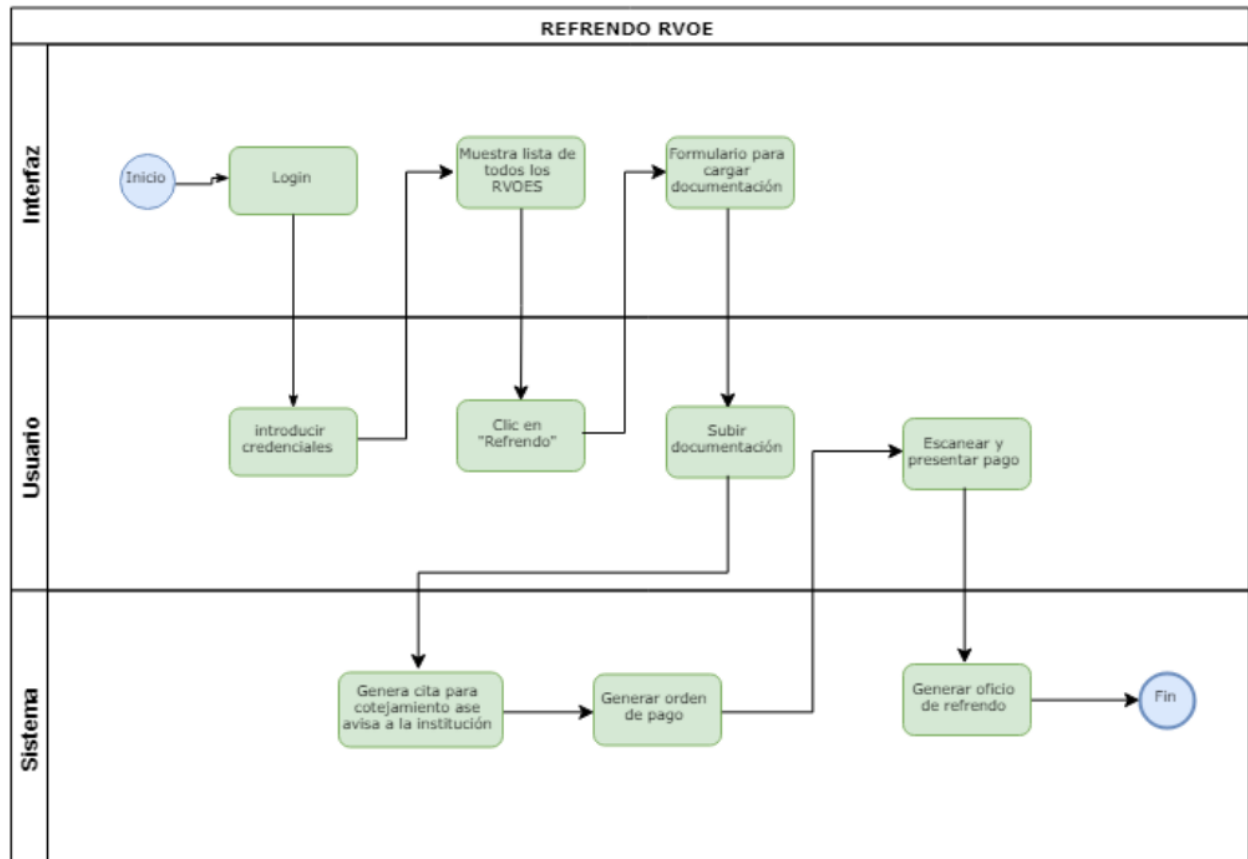 REFRENDO RVOE
Interfaz
Inicio
Login
Muestra lista de
todos los
RVOES
Formulario para
cargar
documentación
Usuario
introducir
credenciales
Clic en
"Refrendo"
Subir
documentación
Escanear y
presentar pago
Sistema
Genera cita para
cotejamiento ase
avisa a la institución
Generar orden
de pago
Generar oficio
de refrendo
Fin